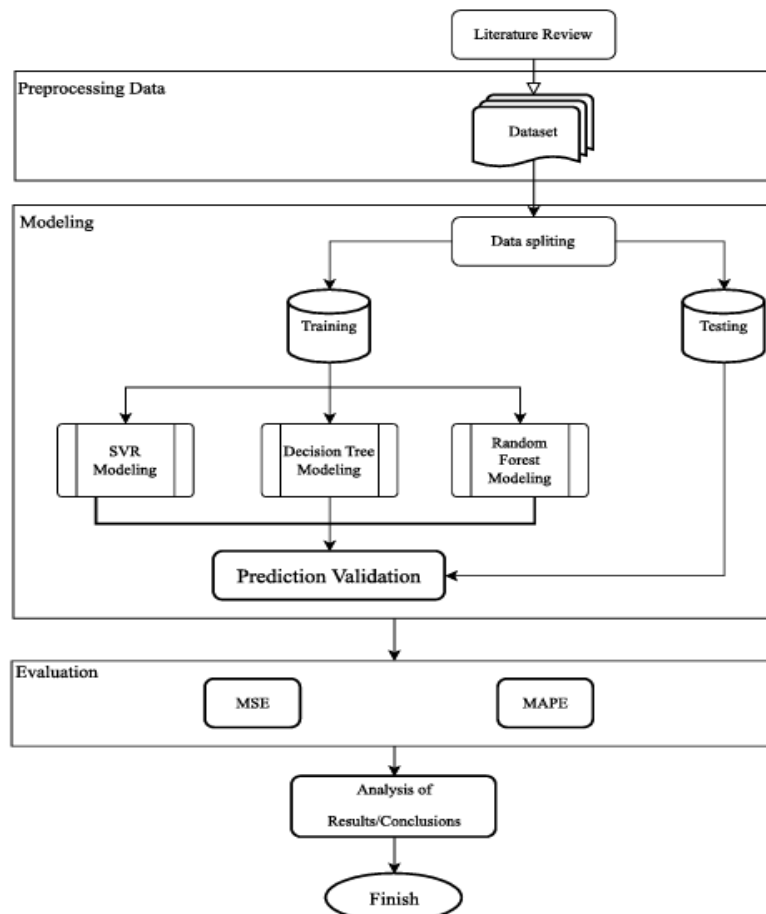 Literature Review
Preprocessing Data
Dataset
Modeling
Data spliting
Training
Testing
SVR
Modeling
Decision Tree
Modeling
Random
Forest
Modeling
Prediction Validation
Evaluation
MSE
MAPE
Analysis of
Results/Conclusions
Finish